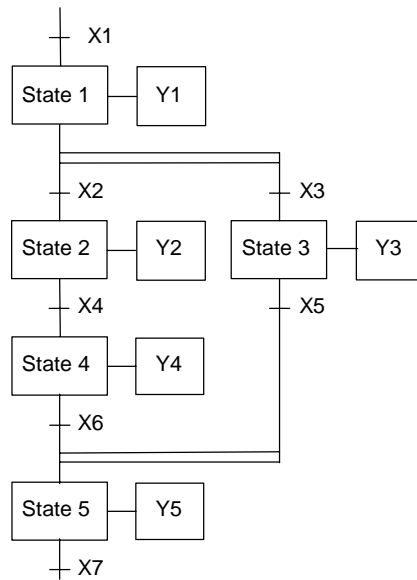 X1
State 1 Y1
X2 X3
State 2 Y2 State 3 Y3
X4 X5
State 4 Y4
X6
State 5 Y5
X7